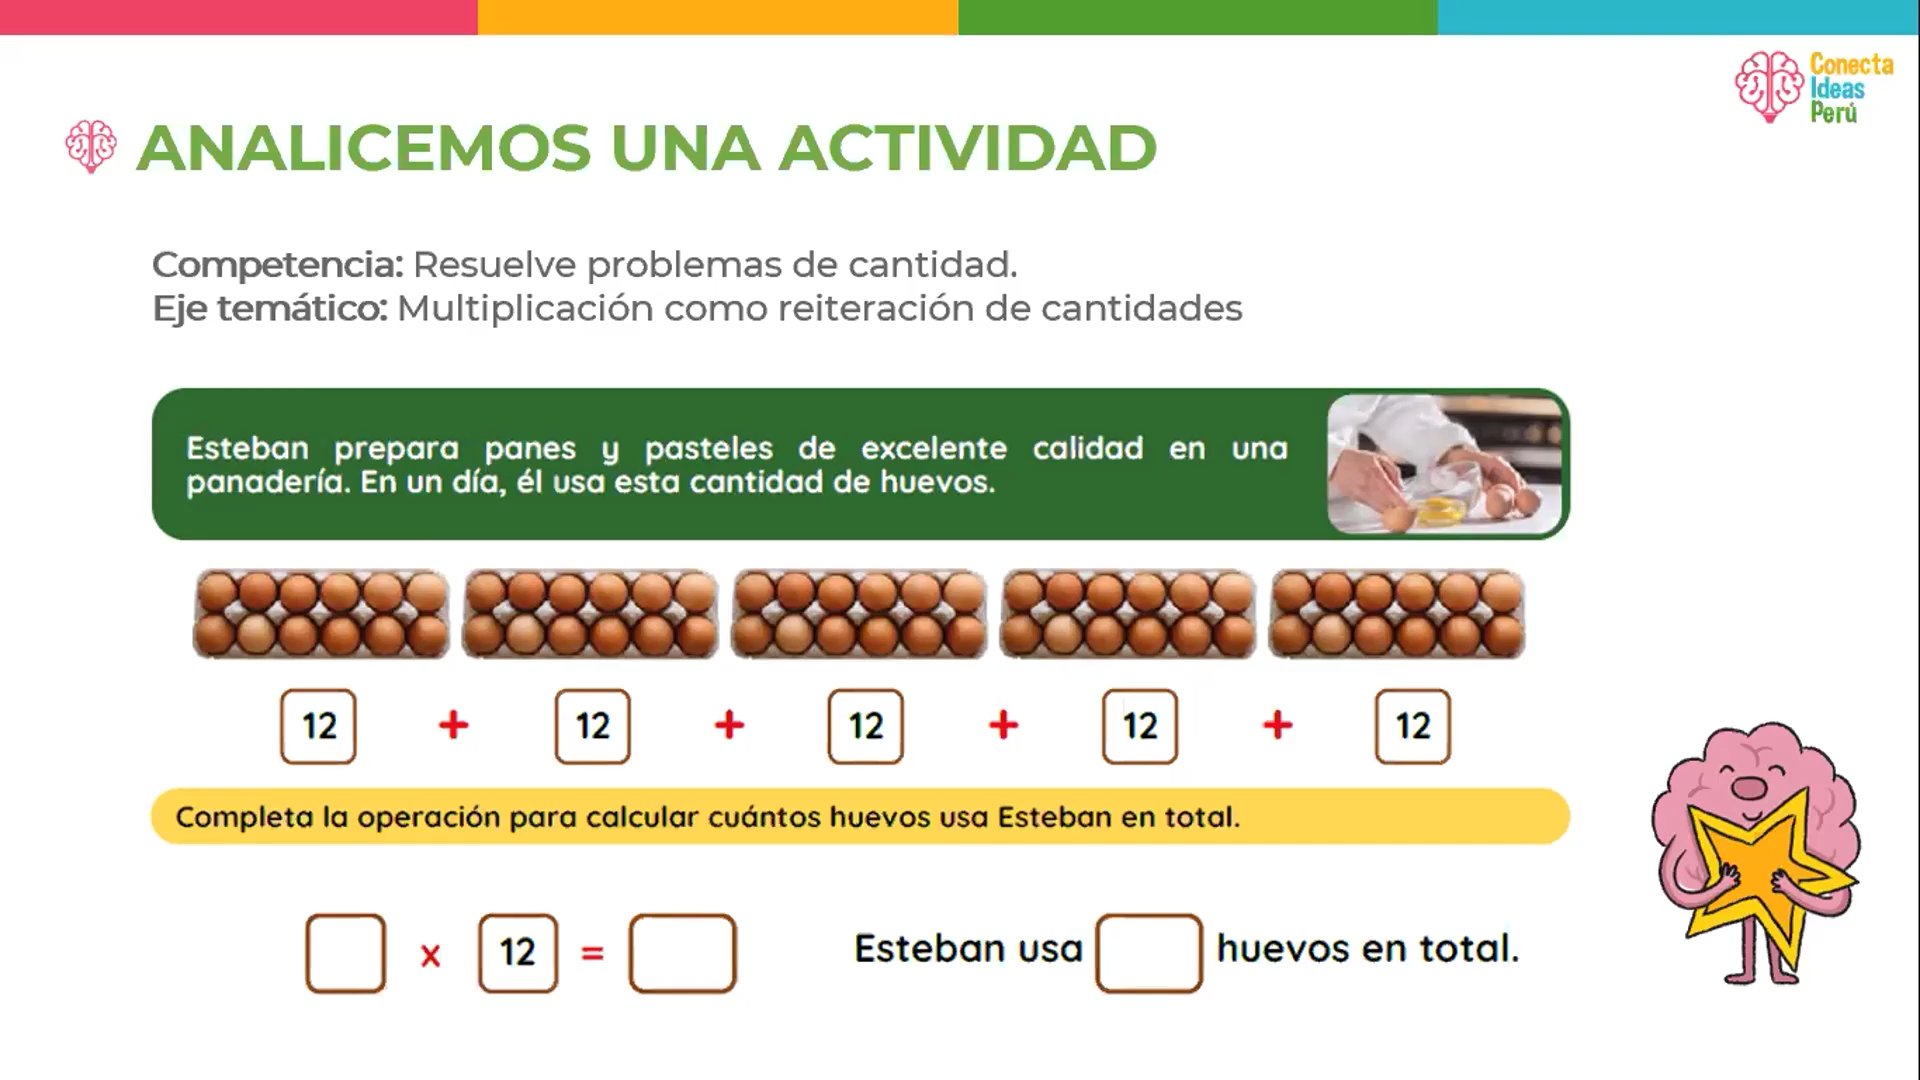 Conecta
Ideas
Perú
ANALICEMOS UNA ACTIVIDAD
Competencia: Resuelve problemas de cantidad.
Eje temático: Multiplicación como reiteración de cantidades
Esteban prepara panes y pasteles de excelente calidad en una
panadería. En un día, él usa esta cantidad de huevos.
12 + 12 + 12 + 12 + 12
Completa la operación para calcular cuántos huevos usa Esteban en total.
x 12 =
Esteban usa huevos en total.